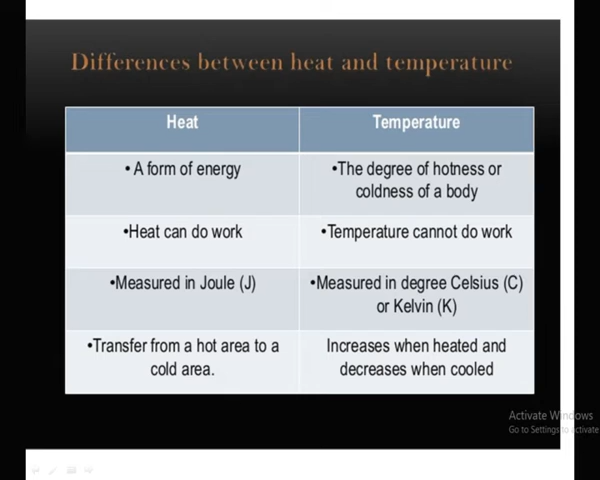 Differences between heat and temperature
Heat
Temperature
• A form of energy
•The degree of hotness or
coldness of a body
•Heat can do work
•Temperature cannot do work
•Measured in Joule (J)
•Measured in degree Celsius (C)
or Kelvin (K)
•Transfer from a hot area to a
cold area.
Increases when heated and
decreases when cooled
Activate Windows
Go to Settings to activate